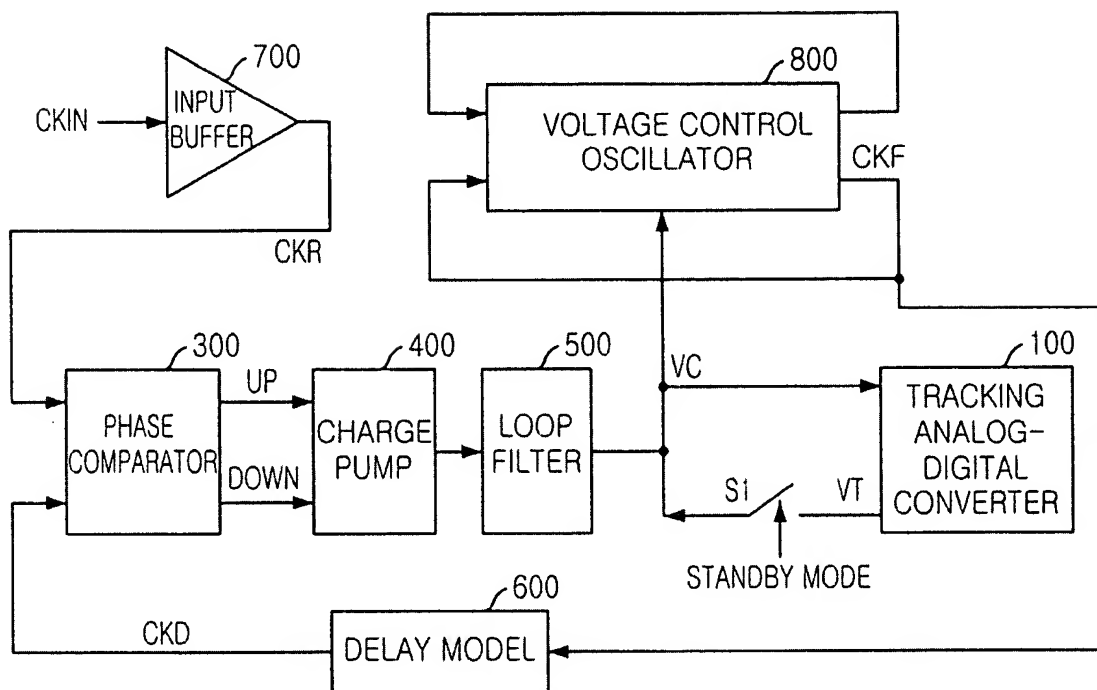 700
800
CKIN
INPUT
BUFFER
VOLTAGE CONTROL
OSCILLATOR
CKF
CKR
300
400
500
100
UP
VC
PHASE
COMPARATOR
CHARGE
PUMP
LOOP
FILTER
TRACKING
ANALOG-
DIGITAL
CONVERTER
DOWN
S1
VT
STANDBY MODE
600
CKD
DELAY MODEL